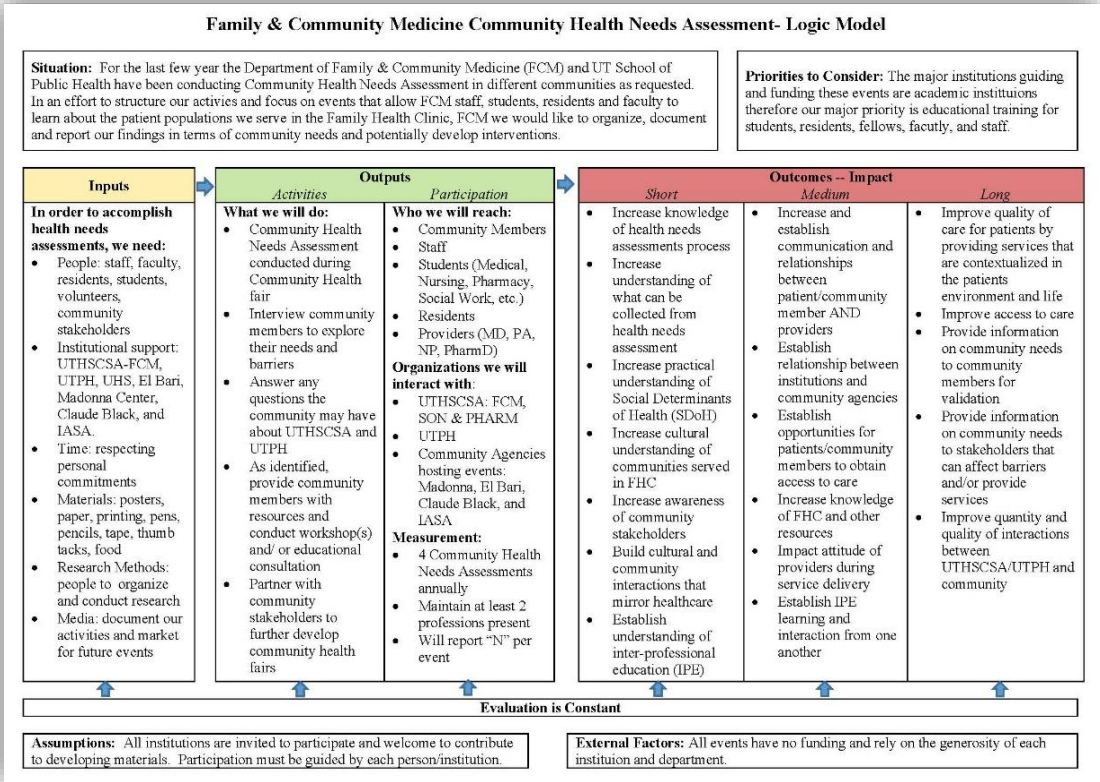 Family & Community Medicine Community Health Needs Assessment- Logic Model
Situation: For the last few year the Department of Family & Community Medicine (FCM) and UT School of
Public Health have been conducting Community Health Needs Assessment in different communities as requested.
In an effort to structure our activies and focus on events that allow FCM staff, students, residents and faculty to
learn about the patient populations we serve in the Family Health Clinic, FCM we would like to organize, document
and report our findings in terms of community needs and potentially develop interventions.
Priorities to Consider: The major institutions guiding
and funding these events are academic instittuions
therefore our major priority is educational training for
students, residents, fellows, facutly, and staff.
Inputs
In order to accomplish
health needs
assessments, we need:
• People: staff, faculty,
residents, students,
volunteers,
community
stakeholders
• Institutional support:
UTHSCSA-FCM,
UTPH, UHS, El Bari,
Madonna Center,
Claude Black, and
IASA.
• Time: respecting
personal
commitments
• Materials: posters,
paper, printing, pens,
pencils, tape, thumb
tacks, food
• Research Methods:
people to organize
and conduct research
• Media: document our
activities and market
for future events
Outputs
Activities
What we will do:
• Community Health
Needs Assessment
conducted during
Community Health
fair
• Interview community
members to explore
their needs and
barriers
• Answer any
questions the
community may have
about UTHSCSA and
UTPH
• As identified,
provide community
members with
resources and
conduct workshop(s)
and/ or educational
consultation
• Partner with
community
stakeholders to
further develop
community health
fairs
Participation
Who we will reach:
• Community Members
• Staff
• Students (Medical,
Nursing, Pharmacy,
Social Work, etc.)
• Residents
• Providers (MD, PA,
NP, PharmD)
Organizations we will
interact with:
• UTHSCSA: FCM,
SON & PHARM
• UTPH
• Community Agencies
hosting events:
Madonna, El Bari,
Claude Black, and
IASA
Measurement:
• 4 Community Health
Needs Assessments
annually
• Maintain at least 2
professions present
• Will report “N” per
event
Outcomes -- Impact
Short
• Increase knowledge
of health needs
assessments process
• Increase
understanding of
what can be
collected from
health needs
assessment
• Increase practical
understanding of
Social Determinants
of Health (SDoH)
• Increase cultural
understanding of
communities served
in FHC
• Increase awareness
of community
stakeholders
• Build cultural and
community
interactions that
mirror healthcare
• Establish
understanding of
inter-professional
education (IPE)
Medium
• Increase and
establish
communication and
relationships
between
patient/community
member AND
providers
• Establish
relationship between
institutions and
community agencies
• Establish
opportunities for
patients/community
members to obtain
access to care
• Increase knowledge
of FHC and other
resources
• Impact attitude of
providers during
service delivery
• Establish IPE
learning and
interaction from one
another
Long
• Improve quality of
care for patients by
providing services that
are contextualized in
the patients
environment and life
• Improve access to care
• Provide information
on community needs
to community
members for
validation
• Provide information
on community needs
to stakeholders that
can affect barriers
and/or provide
services
• Improve quantity and
quality of interactions
between
UTHSCSA/UTPH and
community
Evaluation is Constant
Assumptions: All institutions are invited to participate and welcome to contribute
to developing materials. Participation must be guided by each person/institution.
External Factors: All events have no funding and rely on the generosity of each
instituion and department.